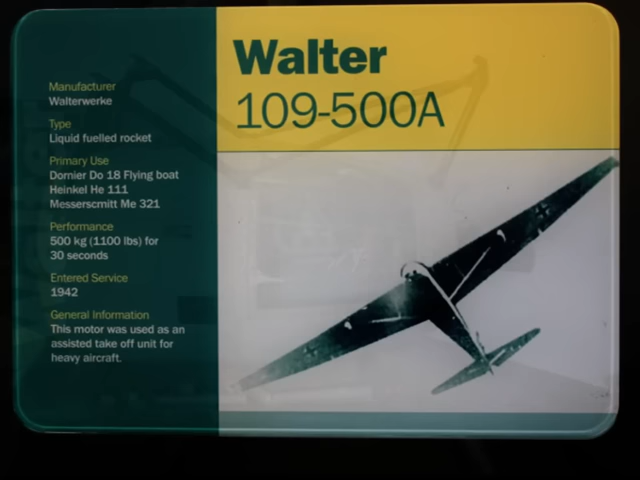 Walter
109-500A
Manufacturer
Walterwerke
Type
Liquid fuelled rocket
Primary Use
Dornier Do 18 Flying boat
Heinkel He 111
Messerscmitt Me 321
Performance
500 kg (1100 lbs) for
30 seconds
Entered Service
1942
General Information
This motor was used as an
assisted take off unit for
heavy aircraft.